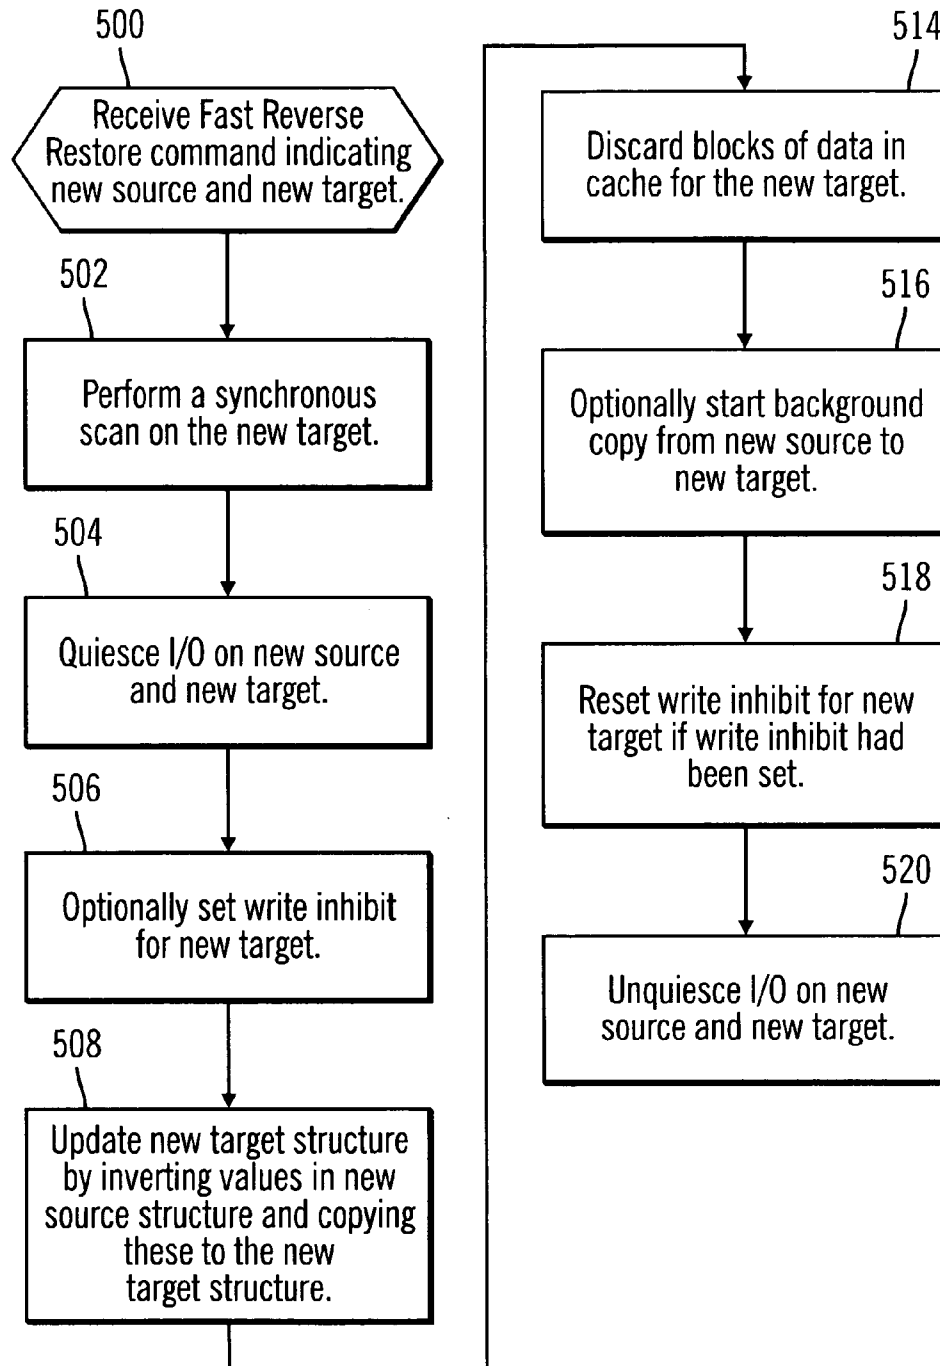 500
Receive Fast Reverse
Restore command indicating
new source and new target.
502
Perform a synchronous
scan on the new target.
504
Quiesce I/O on new source
and new target.
506
Optionally set write inhibit
for new target.
508
Update new target structure
by inverting values in new
source structure and copying
these to the new
target structure.
514
Discard blocks of data in
cache for the new target.
516
Optionally start background
copy from new source to
new target.
518
Reset write inhibit for new
target if write inhibit had
been set.
520
Unquiesce I/O on new
source and new target.